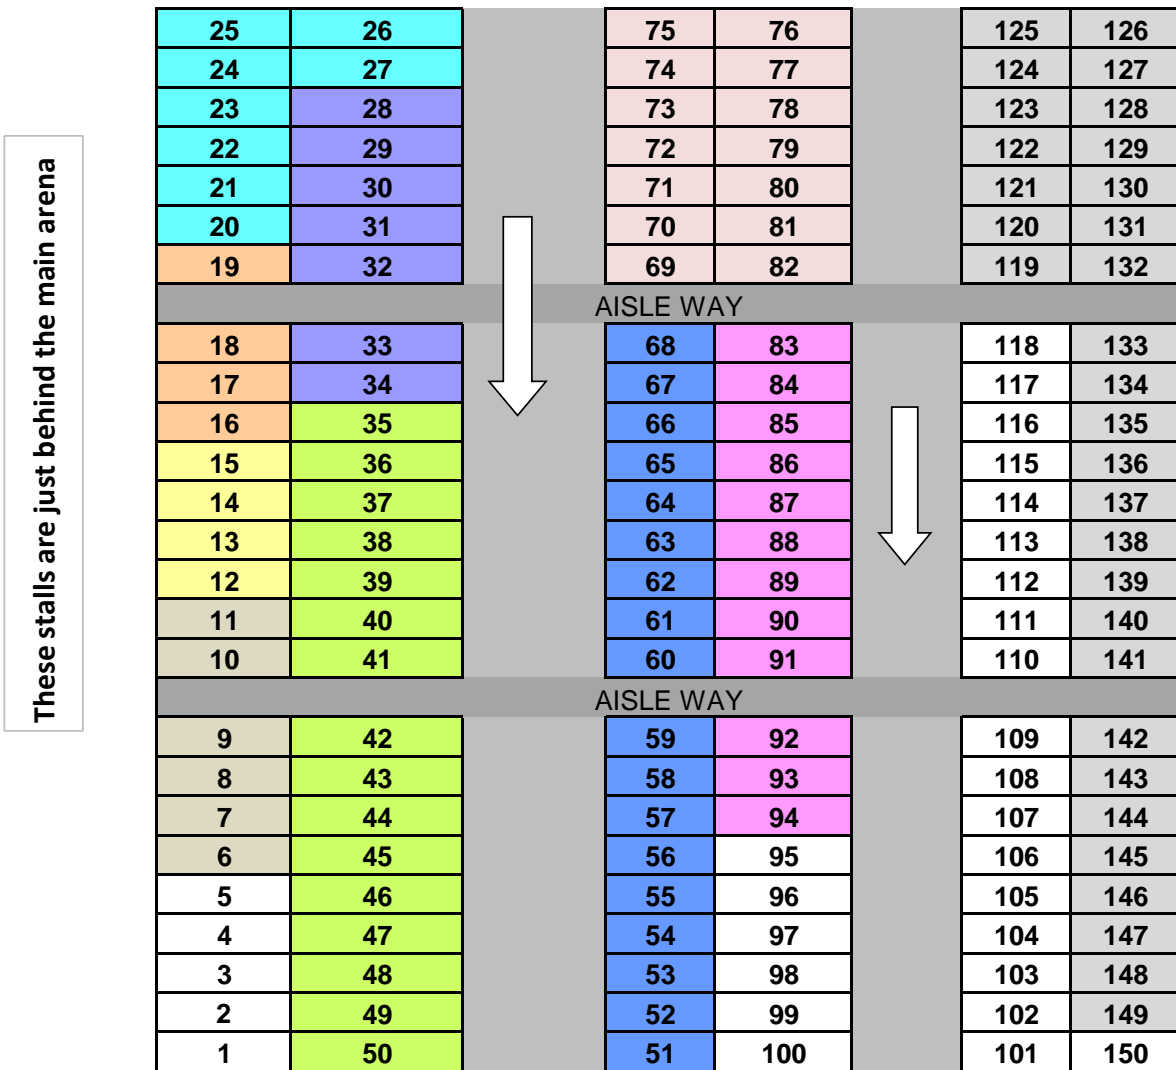 These stalls are just behind the main arena
25 26 75 76 125 126
24 27 74 77 124 127
23 28 73 78 123 128
22 29 72 79 122 129
21 30 71 80 121 130
20 31 70 81 120 131
19 32 69 82 119 132
AISLE WAY
18 33 68 83 118 133
17 34 67 84 117 134
16 35 66 85 116 135
15 36 65 86 115 136
14 37 64 87 114 137
13 38 63 88 113 138
12 39 62 89 112 139
11 40 61 90 111 140
10 41 60 91 110 141
AISLE WAY
9 42 59 92 109 142
8 43 58 93 108 143
7 44 57 94 107 144
6 45 56 95 106 145
5 46 55 96 105 146
4 47 54 97 104 147
3 48 53 98 103 148
2 49 52 99 102 149
1 50 51 100 101 150